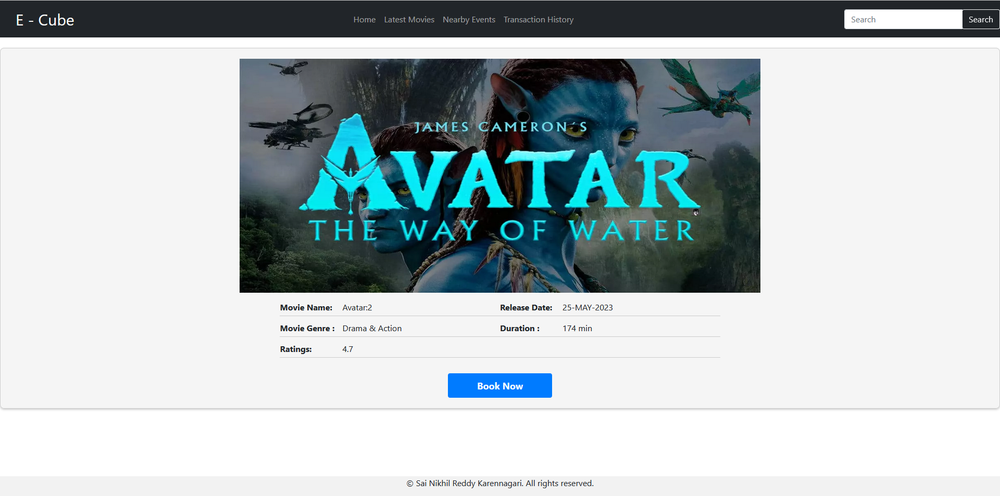 E - Cube
Home Latest Movies Nearby Events Transaction History
Search Search
JAMES CAMERON´S
AVATAR
THE WAY OF WATER
Movie Name: Avatar:2 Release Date: 25-MAY-2023
Movie Genre : Drama & Action Duration : 174 min
Ratings: 4.7
Book Now
© Sai Nikhil Reddy Karennagari. All rights reserved.